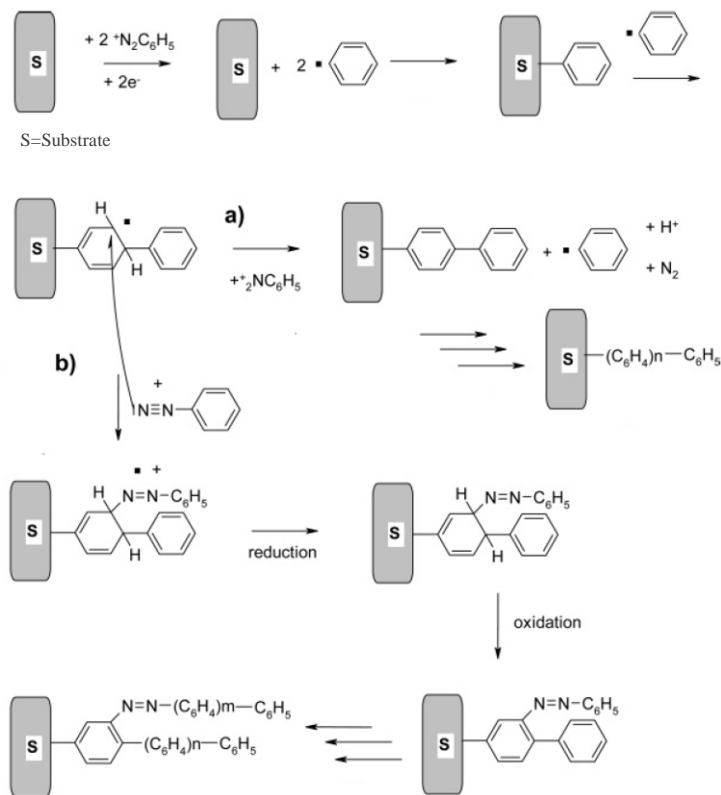 + 2 ⁺N₂C₆H₅
+ 2e⁻
S
S
+ 2 ▪
S
▪
S=Substrate
H
▪
S
H
a)
+⁺₂NC₆H₅
S
+ ▪
+ H⁺
+ N₂
b)
+
N≡N
S
(C₆H₄)n—C₆H₅
▪ +
H
N=N–C₆H₅
S
H
reduction
H
N=N–C₆H₅
S
H
oxidation
N=N–(C₆H₄)m—C₆H₅
S
(C₆H₄)n—C₆H₅
N=N–C₆H₅
S